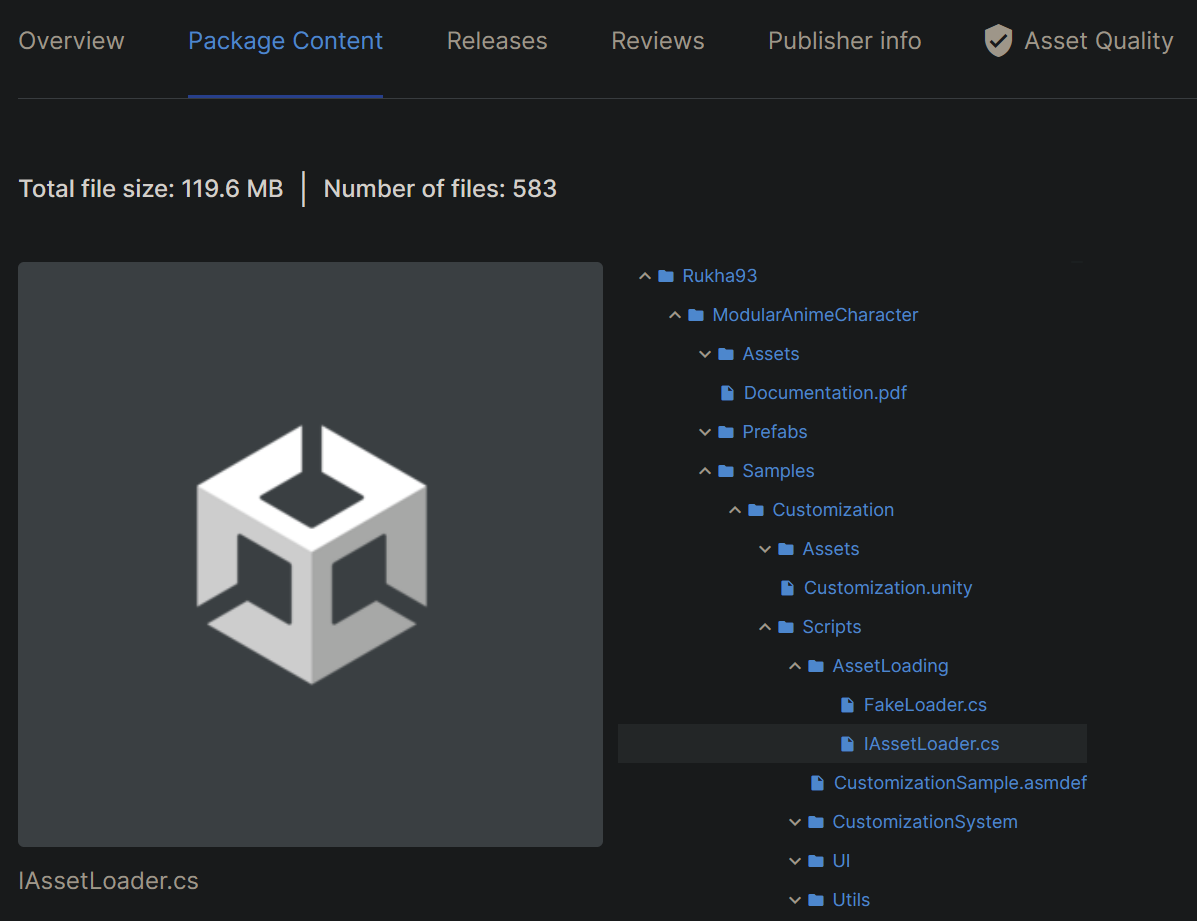 Overview Package Content Releases Reviews Publisher info Asset Quality
Total file size: 119.6 MB | Number of files: 583
Rukha93
ModularAnimeCharacter
Assets
Documentation.pdf
Prefabs
Samples
Customization
Assets
Customization.unity
Scripts
AssetLoading
FakeLoader.cs
IAssetLoader.cs
CustomizationSample.asmdef
CustomizationSystem
UI
Utils
IAssetLoader.cs